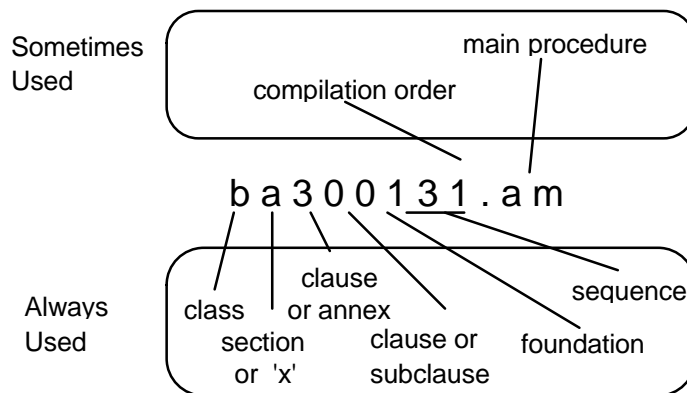 Sometimes
Used
main procedure
compilation order
ba300131.am
Always
Used
class
section
or 'x'
clause
or annex
clause or
subclause
foundation
sequence